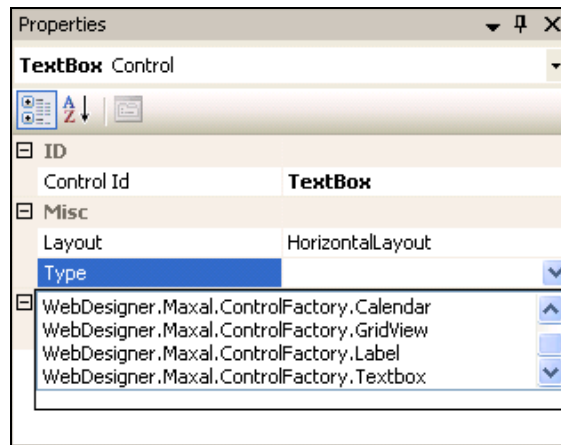 Properties
TextBox Control
ID
Control Id TextBox
Misc
Layout HorizontalLayout
Type
WebDesigner.Maxal.ControlFactory.Calendar
WebDesigner.Maxal.ControlFactory.GridView
WebDesigner.Maxal.ControlFactory.Label
WebDesigner.Maxal.ControlFactory.Textbox